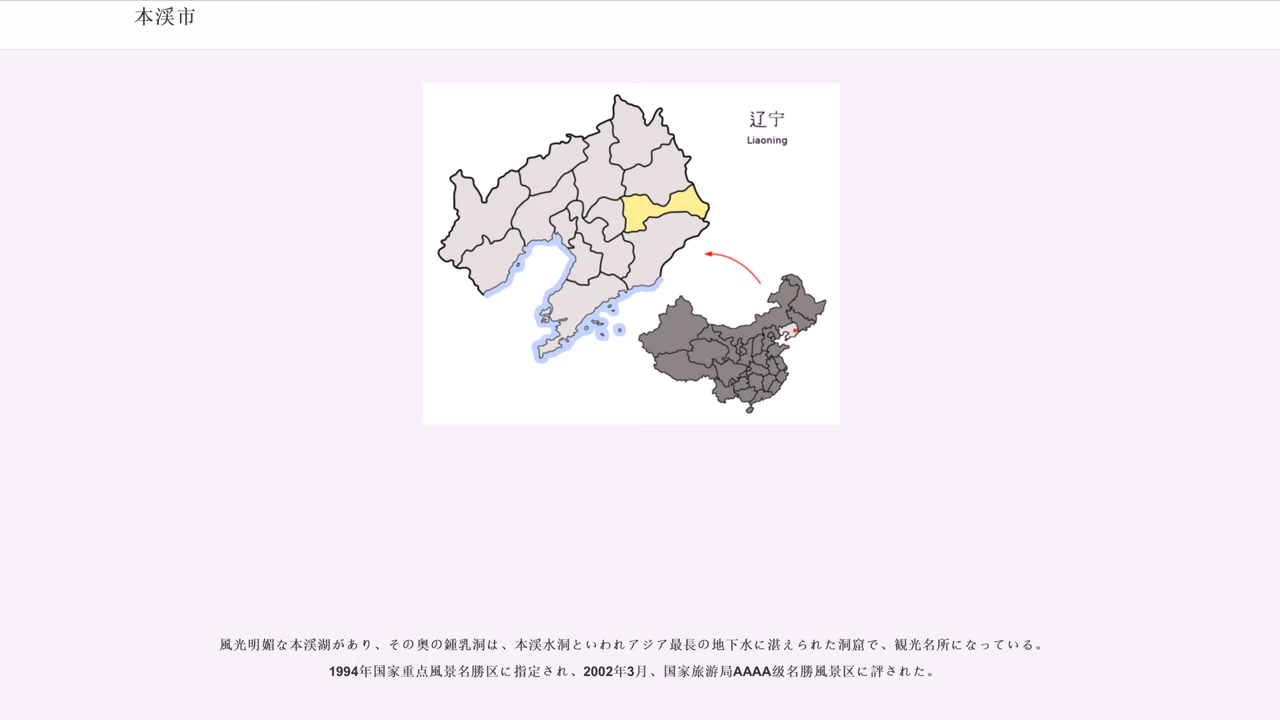 本渓市
辽宁
Liaoning
風光明媚な本渓湖があり、その奥の鍾乳洞は、本渓水洞といわれアジア最長の地下水に湛えられた洞窟で、観光名所になっている。
1994年国家重点風景名勝区に指定され、2002年3月、国家旅游局AAAA级名勝風景区に評された。